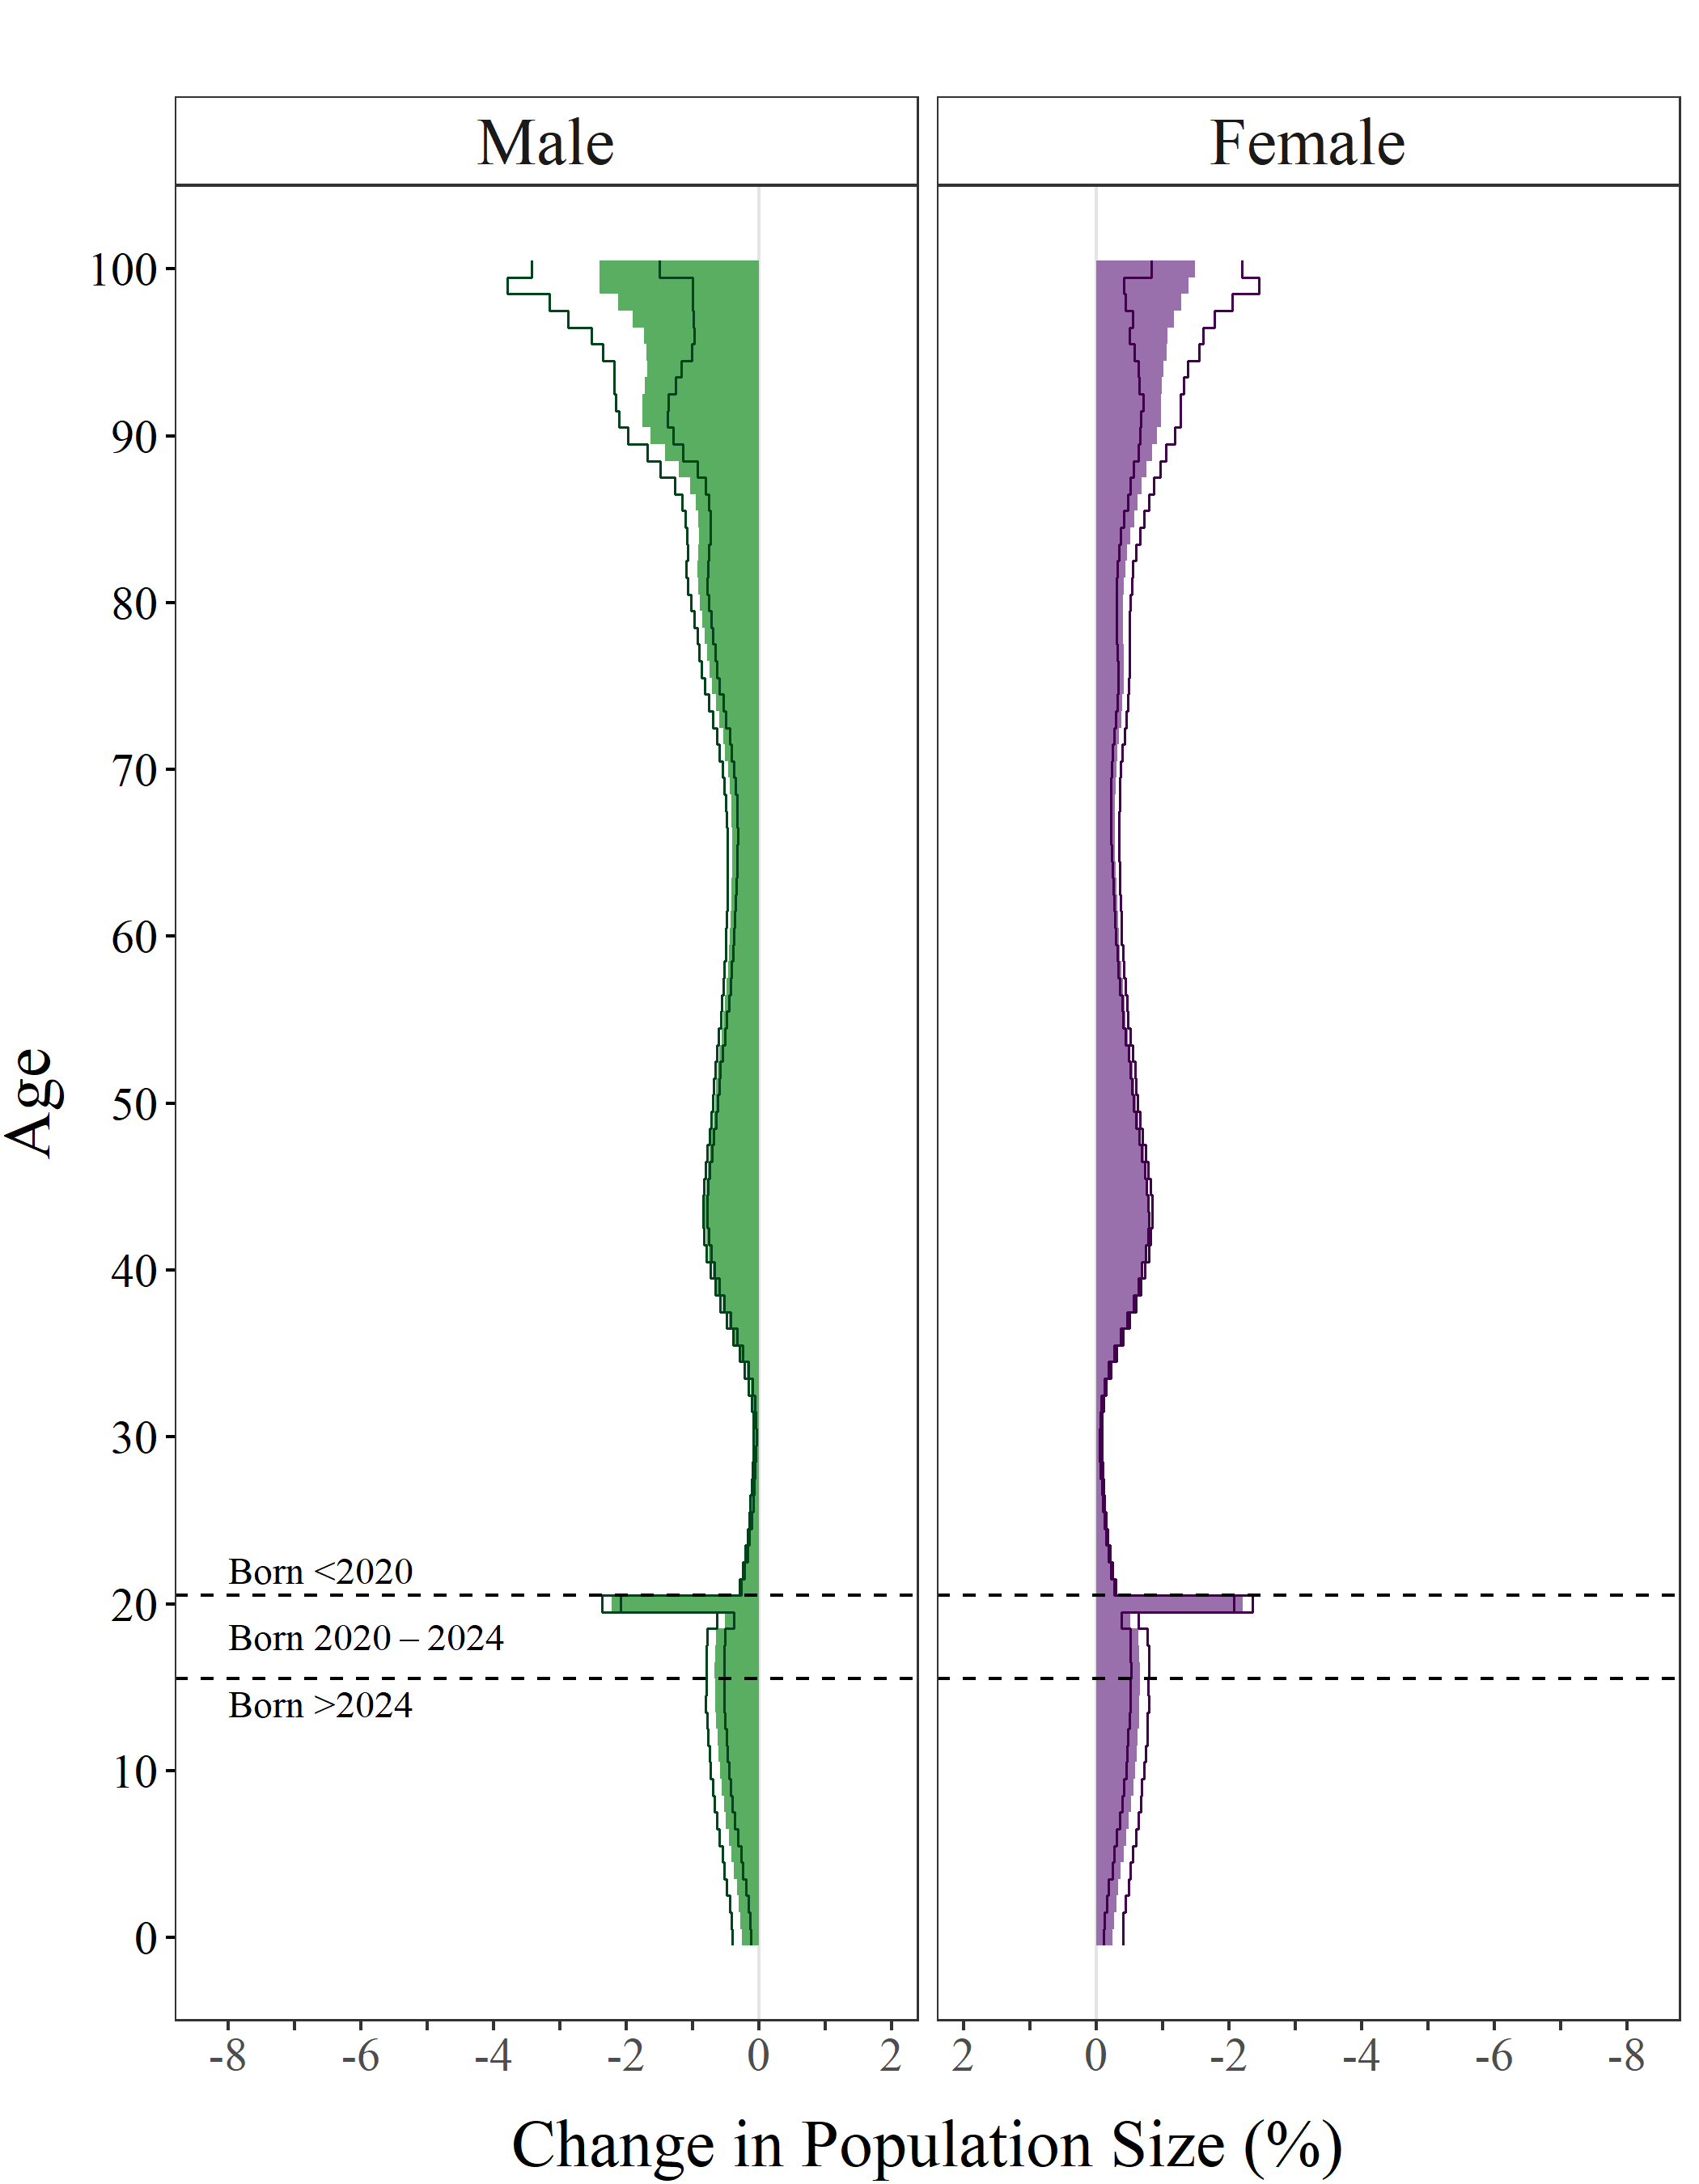 Male
Female
100
90
80
70
60
50
40
30
20
10
0
Age
Born <2020
Born 2020 – 2024
Born >2024
-8 -6 -4 -2 0 2
2 0 -2 -4 -6 -8
Change in Population Size (%)